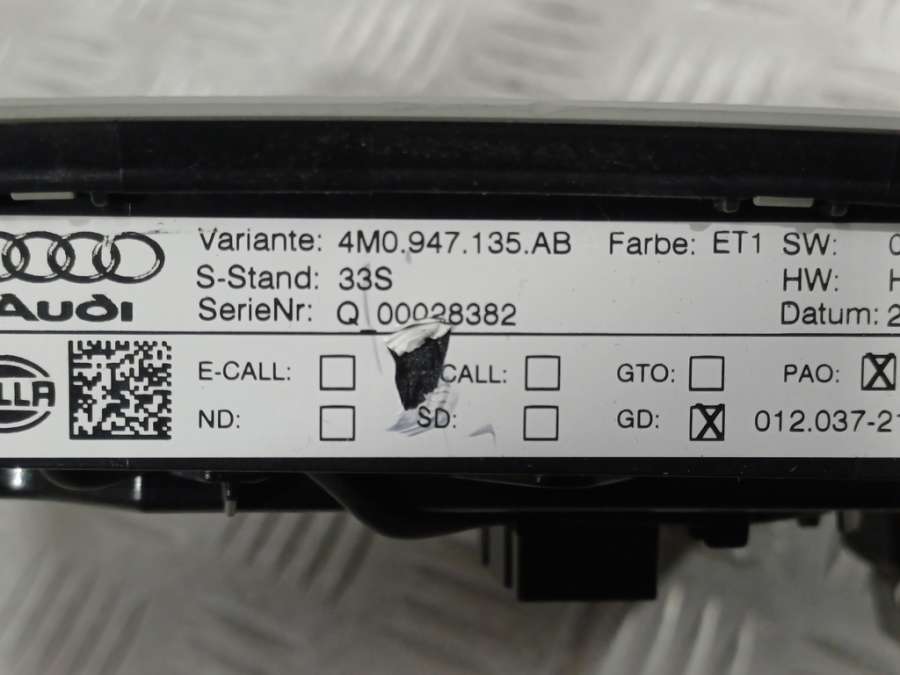 Variante: 4M0.947.135.AB Farbe: ET1 SW:
S-Stand: 33S HW:
Audi SerieNr: Q 00028382 Datum: 2
E-CALL: CALL: GTO: PAO: X
ND: SD: GD: X 012.037-21